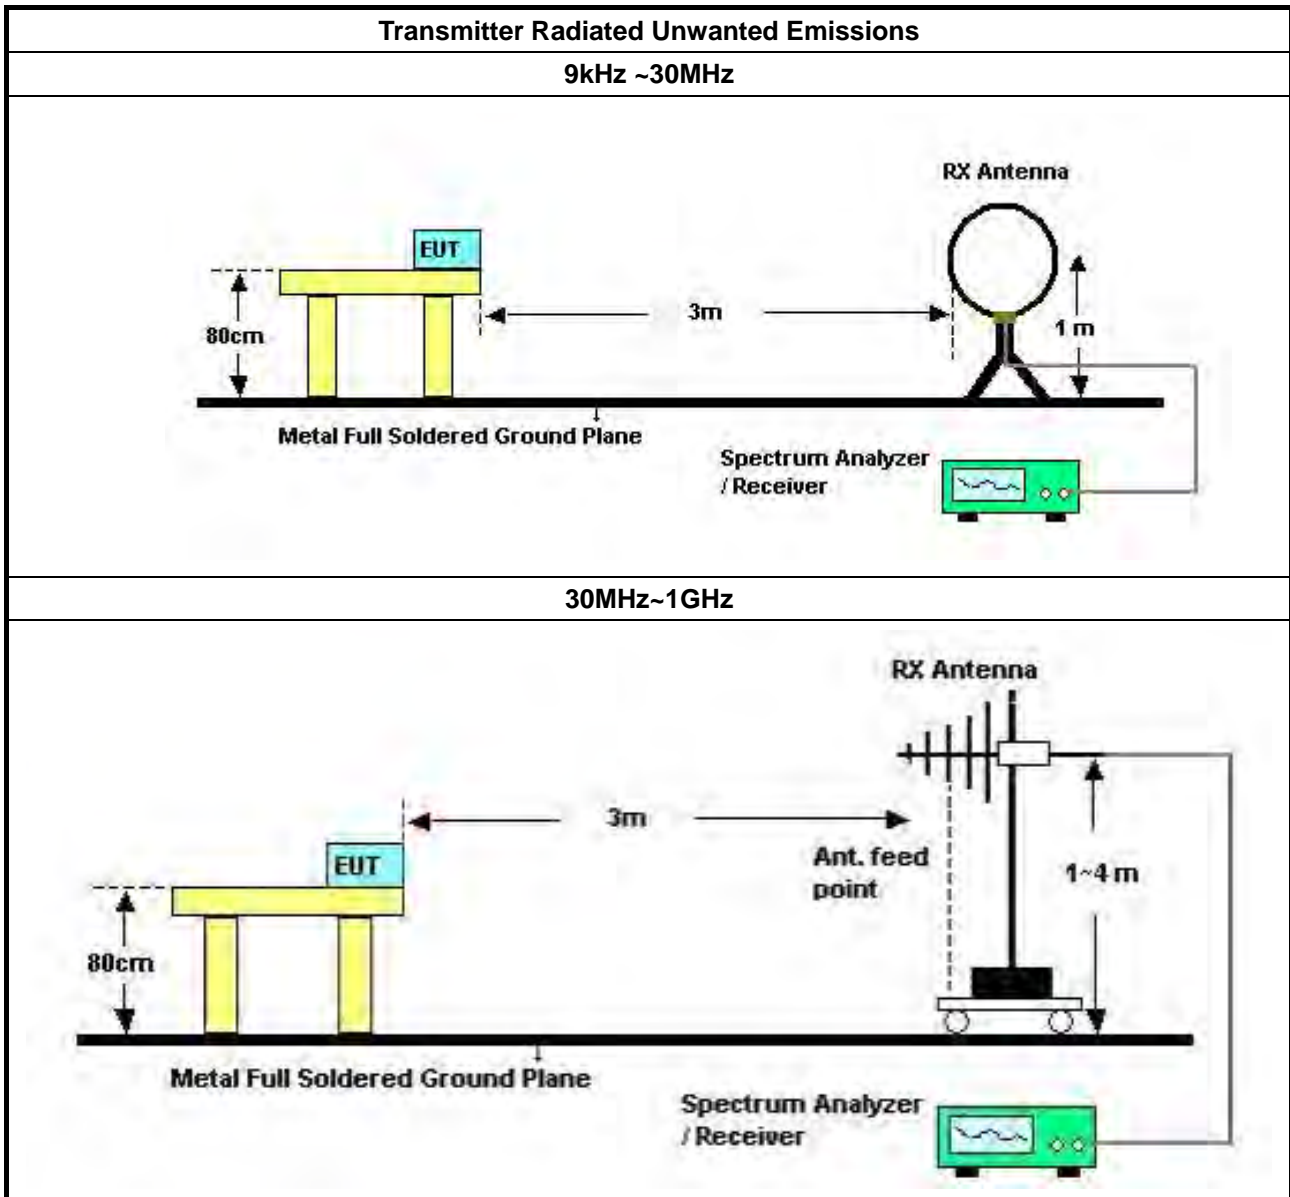 Transmitter Radiated Unwanted Emissions
9kHz ~30MHz
RX Antenna
EUT
80cm
3m
1 m
Metal Full Soldered Ground Plane
Spectrum Analyzer
/ Receiver
30MHz~1GHz
RX Antenna
3m
EUT
Ant. feed
point
1~4 m
80cm
Metal Full Soldered Ground Plane
Spectrum Analyzer
/ Receiver